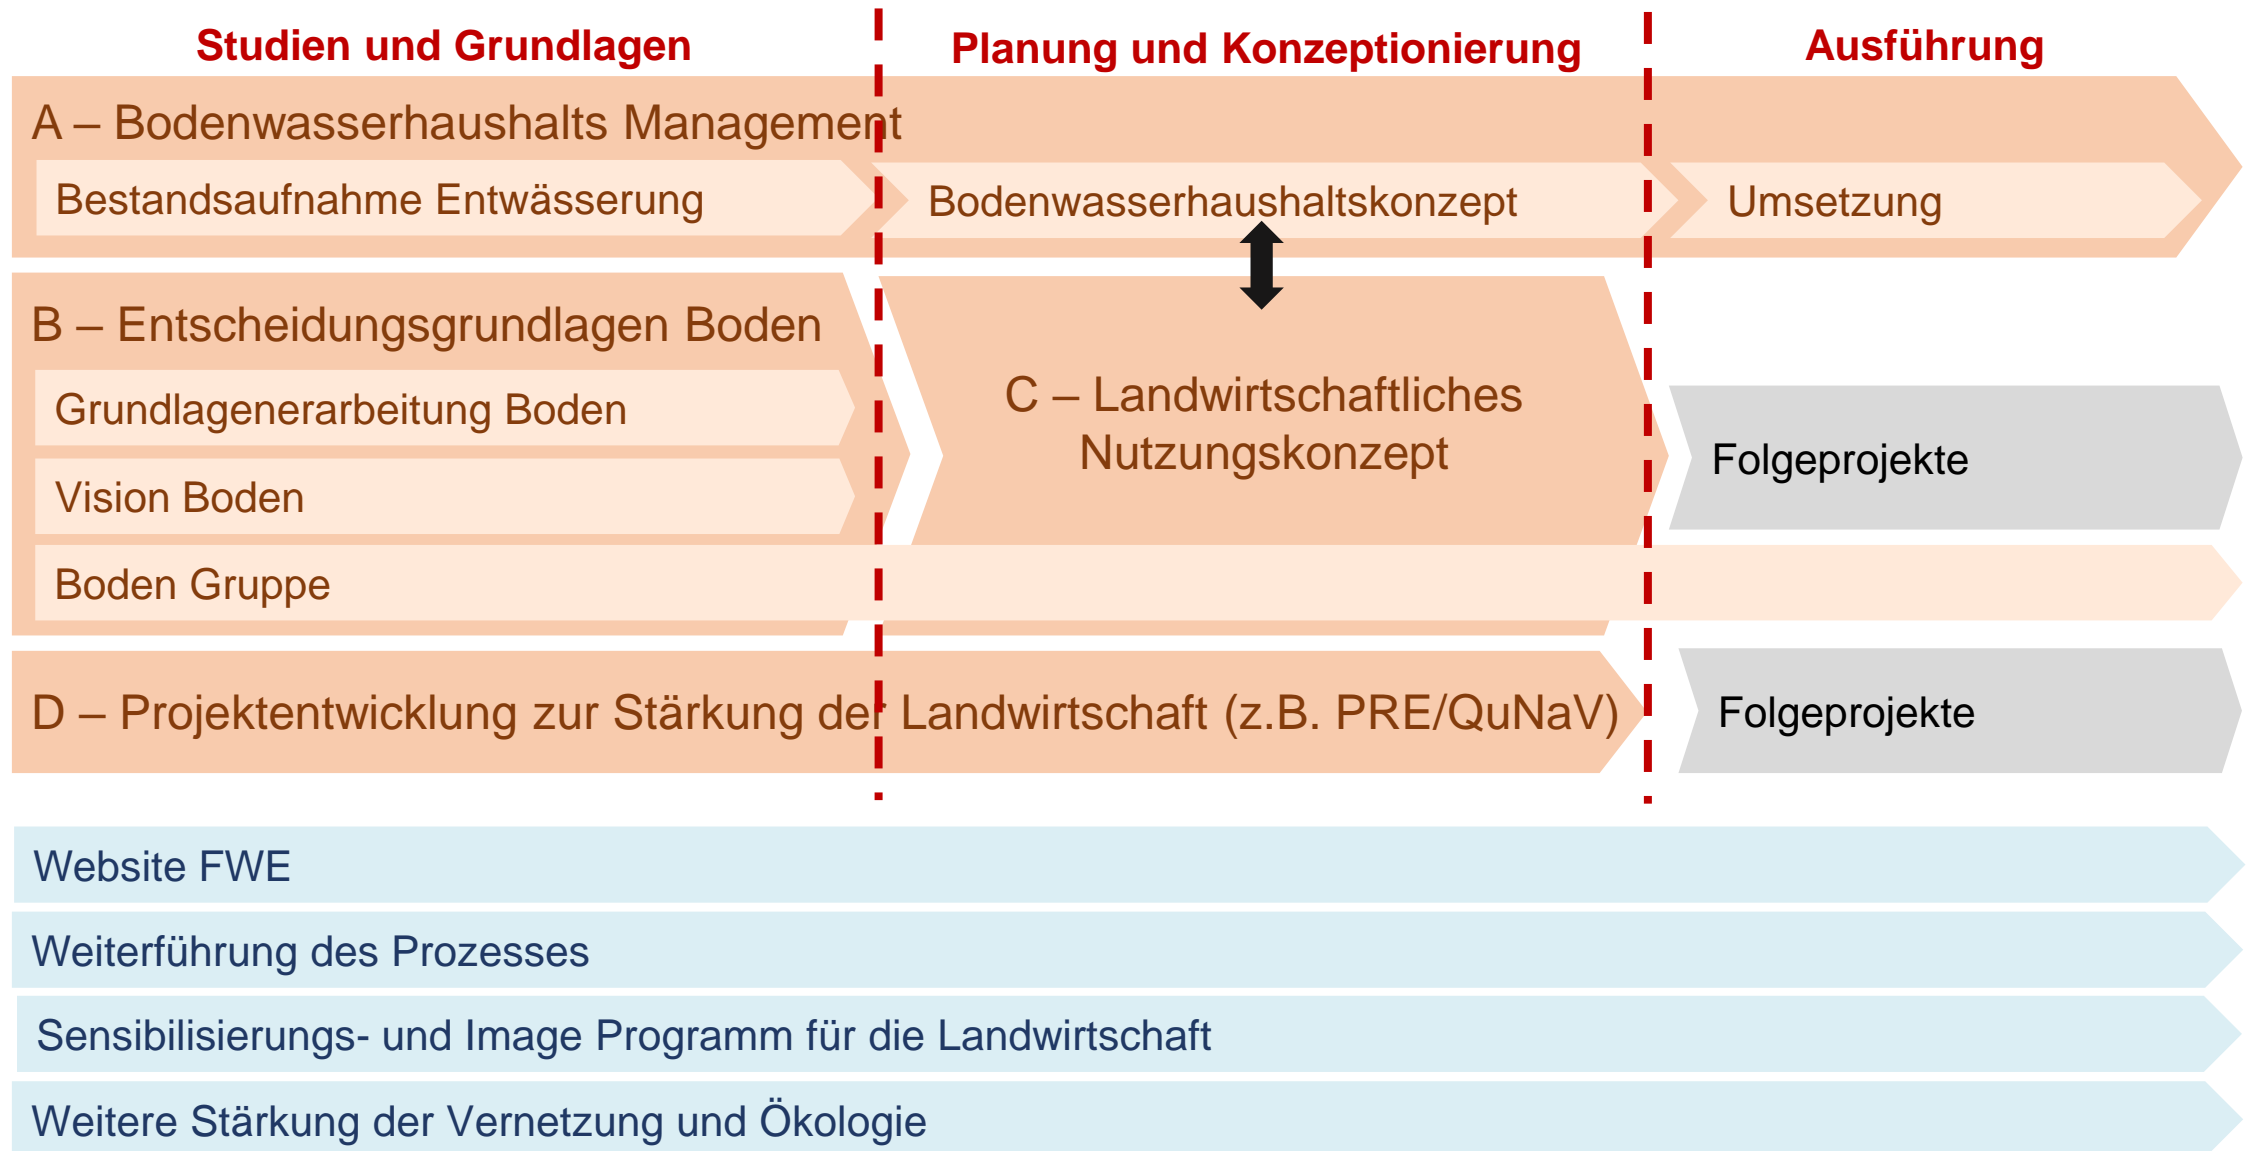 Studien und Grundlagen
Planung und Konzeptionierung
Ausführung
A – Bodenwasserhaushalts Management
Bestandsaufnahme Entwässerung
Bodenwasserhaushaltskonzept
Umsetzung
B – Entscheidungsgrundlagen Boden
Grundlagenerarbeitung Boden
Vision Boden
Boden Gruppe
C – Landwirtschaftliches
Nutzungskonzept
Folgeprojekte
D – Projektentwicklung zur Stärkung der Landwirtschaft (z.B. PRE/QuNaV)
Folgeprojekte
Website FWE
Weiterführung des Prozesses
Sensibilisierungs- und Image Programm für die Landwirtschaft
Weitere Stärkung der Vernetzung und Ökologie